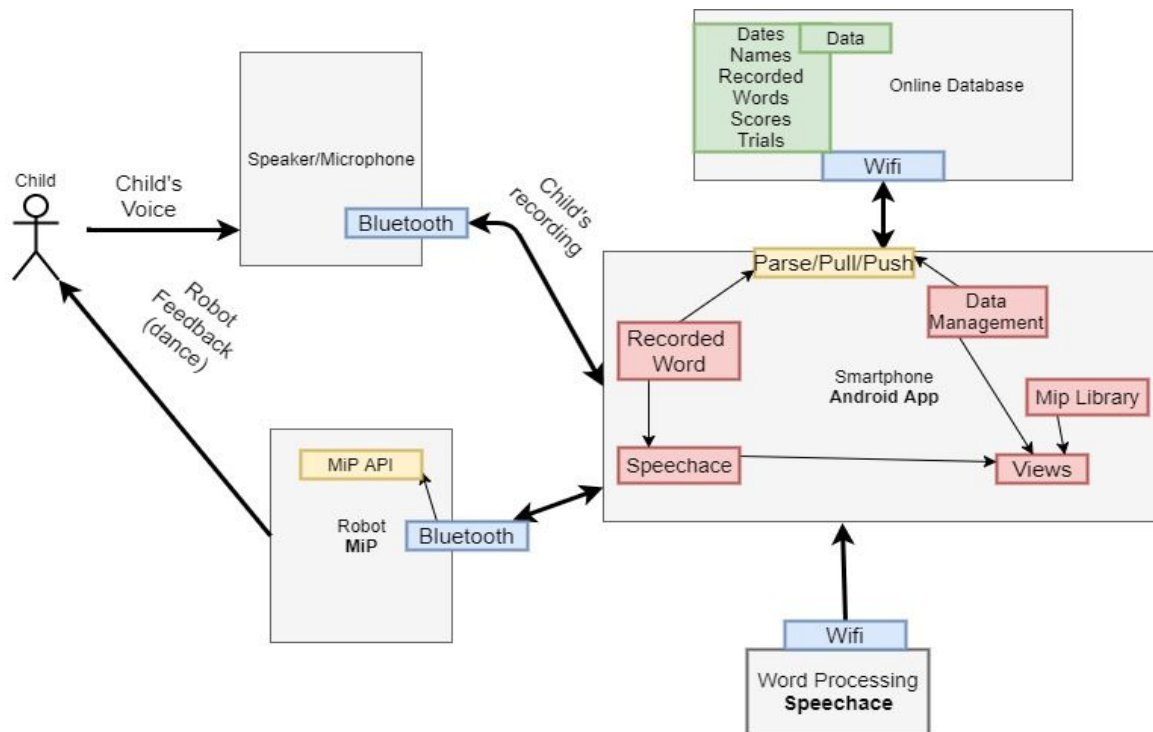 Child
Child's
Voice
Speaker/Microphone
Bluetooth
Child's
recording
Dates
Names
Recorded
Words
Scores
Trials
Data
Online Database
Wifi
Parse/Pull/Push
Recorded
Word
Data
Management
Smartphone
Android App
Mip Library
Speechace
Views
Robot
Feedback
(dance)
MiP API
Robot
MiP
Bluetooth
Wifi
Word Processing
Speechace